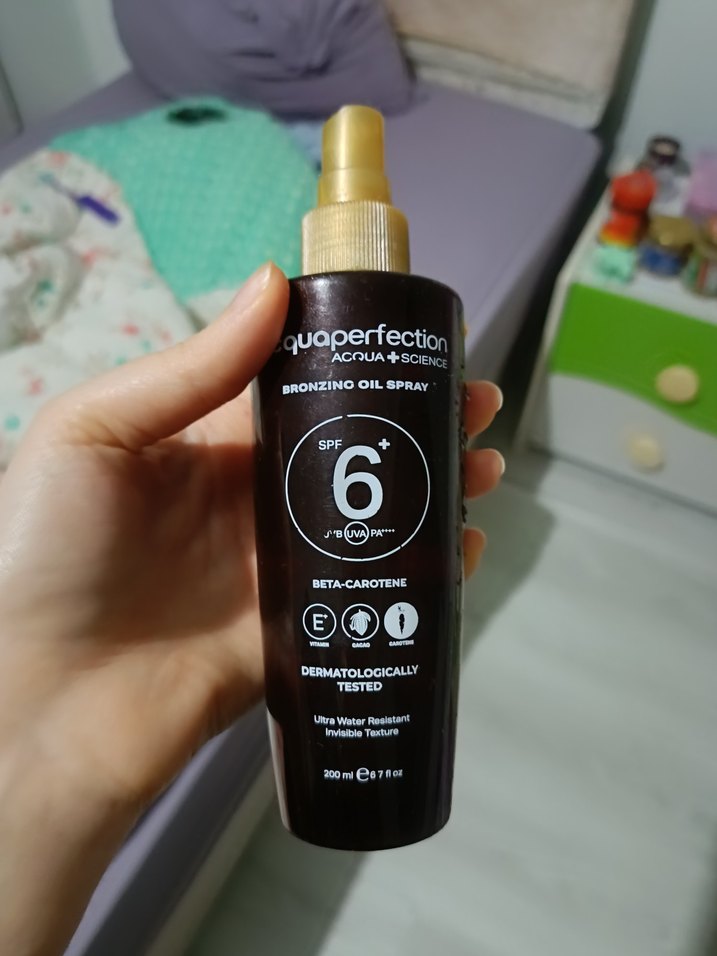 quaperfection
ACQUA+SCIENCE
BRONZING OIL SPRAY
SPF
6+
UVA PA++++
BETA-CAROTENE
E+
VITAMIN CACAO CAROTENE
DERMATOLOGICALLY
TESTED
Ultra Water Resistant
Invisible Texture
200 ml e 6 7 fl oz